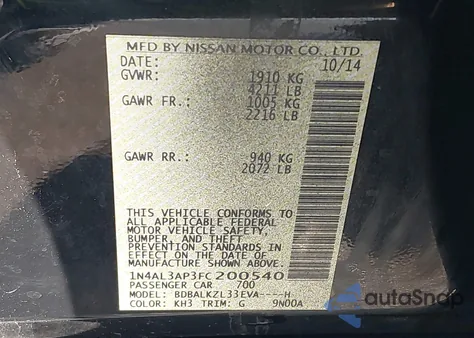 MFD BY NISSAN MOTOR CO., LTD.
DATE: 10/14
GVWR: 1910 KG
4211 LB
GAWR FR.: 1005 KG
2216 LB
GAWR RR.: 940 KG
2072 LB
THIS VEHICLE CONFORMS TO
ALL APPLICABLE FEDERAL
MOTOR VEHICLE SAFETY,
BUMPER, AND THEFT
PREVENTION STANDARDS IN
EFFECT ON THE DATE OF
MANUFACTURE SHOWN ABOVE.
1N4AL3AP3FC200540
PASSENGER CAR 700
MODEL: BDBALKZL33EVA----H
COLOR: KH3 TRIM: G 9N00A
autoSnap